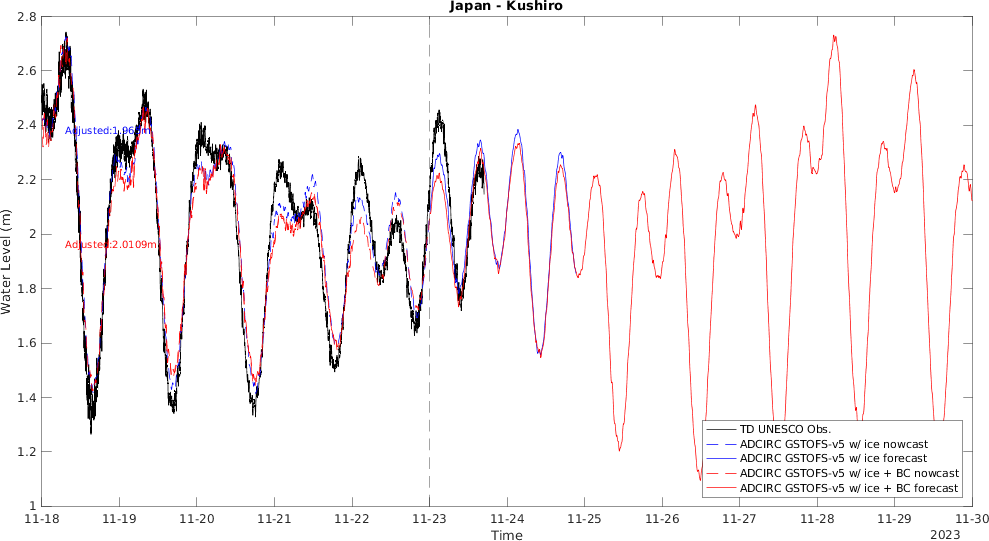 Japan - Kushiro
2.8
2.6
2.4
2.2
2
1.8
1.6
1.4
1.2
1
Water Level (m)
Adjusted:2.0109m
TD UNESCO Obs.
ADCIRC GSTOFS-v5 w/ ice nowcast
ADCIRC GSTOFS-v5 w/ ice forecast
ADCIRC GSTOFS-v5 w/ ice + BC nowcast
ADCIRC GSTOFS-v5 w/ ice + BC forecast
11-18 11-19 11-20 11-21 11-22 11-23 11-24 11-25 11-26 11-27 11-28 11-29 11-30
Time
2023